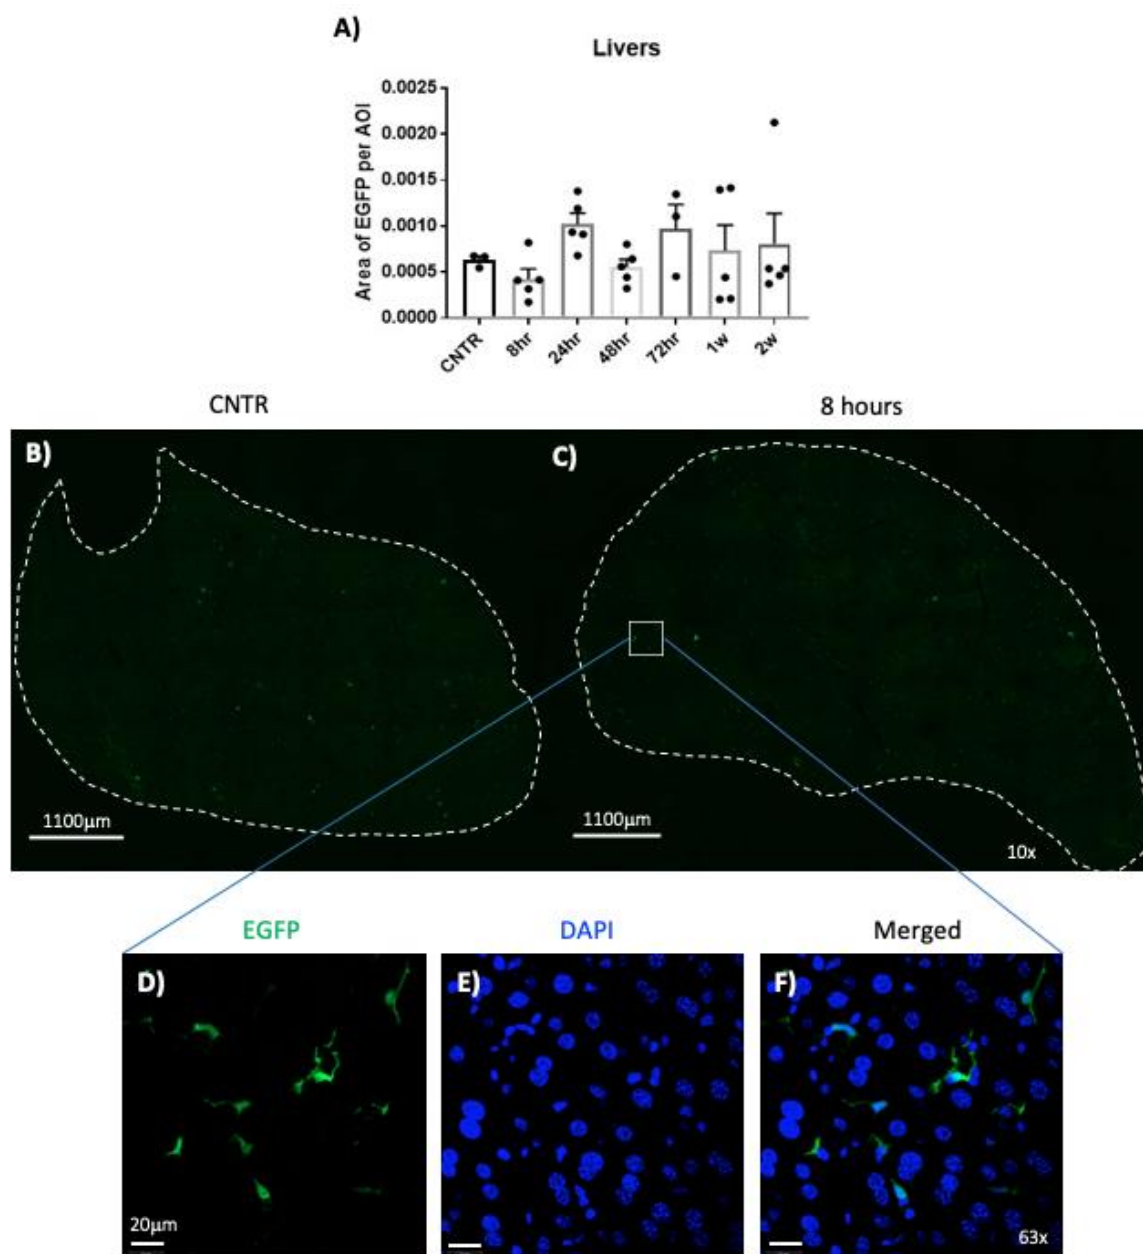 A)
Livers
Area of EGFP per AOI
0.0025
0.0020
0.0015
0.0010
0.0005
0.0000
CNTR
8hr
24hr
48hr
72hr
1w
2w
CNTR
8 hours
B)
C)
1100μm
1100μm
10x
EGFP
DAPI
Merged
D)
E)
F)
20μm
63x